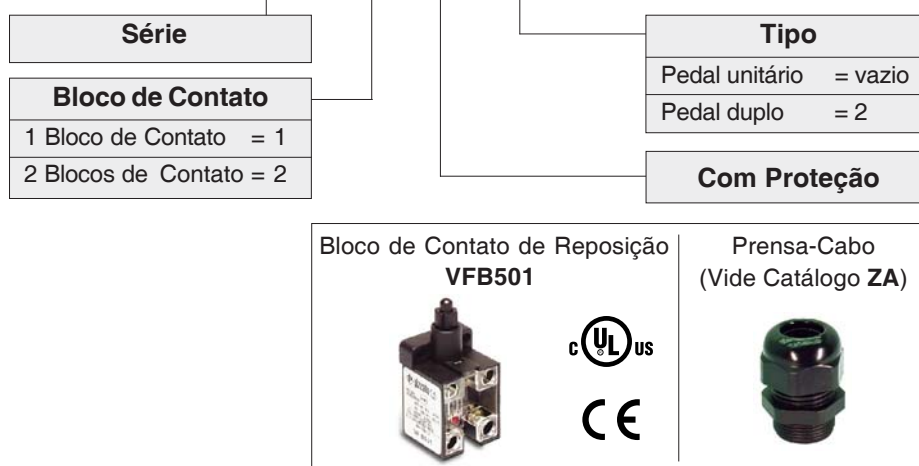 Série
Bloco de Contato
1 Bloco de Contato = 1
2 Blocos de Contato = 2
Tipo
Pedal unitário = vazio
Pedal duplo = 2
Com Proteção
Bloco de Contato de Reposição
VFB501
c UL us
CE
Prensa-Cabo
(Vide Catálogo ZA)